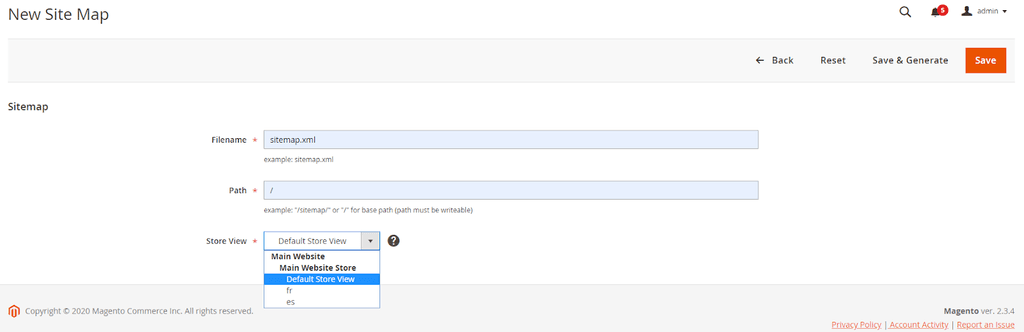 New Site Map
5
admin
Back
Reset
Save & Generate
Save
Sitemap
Filename *
sitemap.xml
example: sitemap.xml
Path *
/
example: "/sitemap/" or "/" for base path (path must be writeable)
Store View *
Default Store View
?
Main Website
Main Website Store
Default Store View
fr
es
Copyright © 2020 Magento Commerce Inc. All rights reserved.
Magento ver. 2.3.4
Privacy Policy | Account Activity | Report an Issue